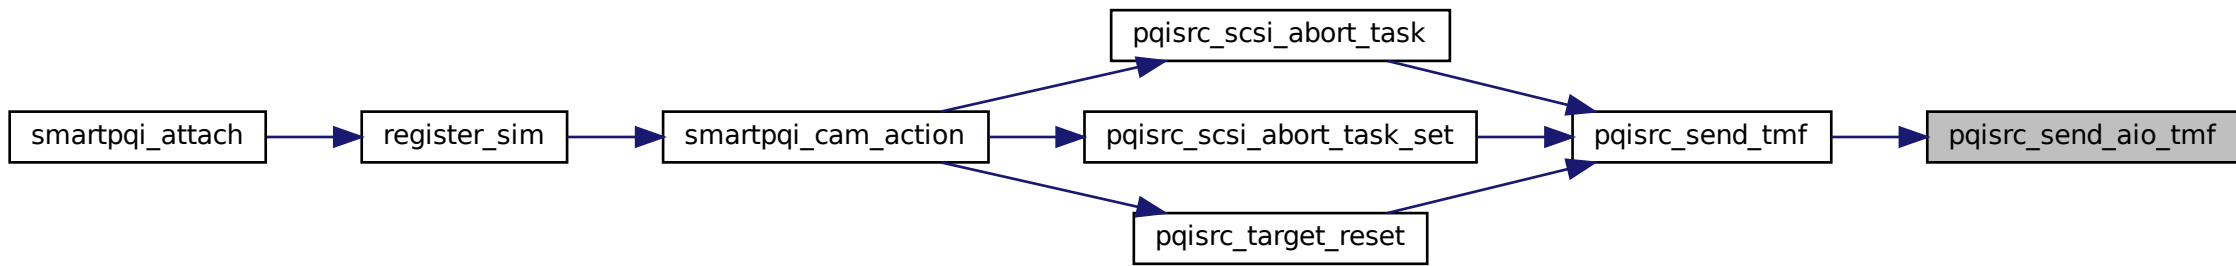 smartpqi_attach
register_sim
smartpqi_cam_action
pqisrc_scsi_abort_task
pqisrc_scsi_abort_task_set
pqisrc_target_reset
pqisrc_send_tmf
pqisrc_send_aio_tmf